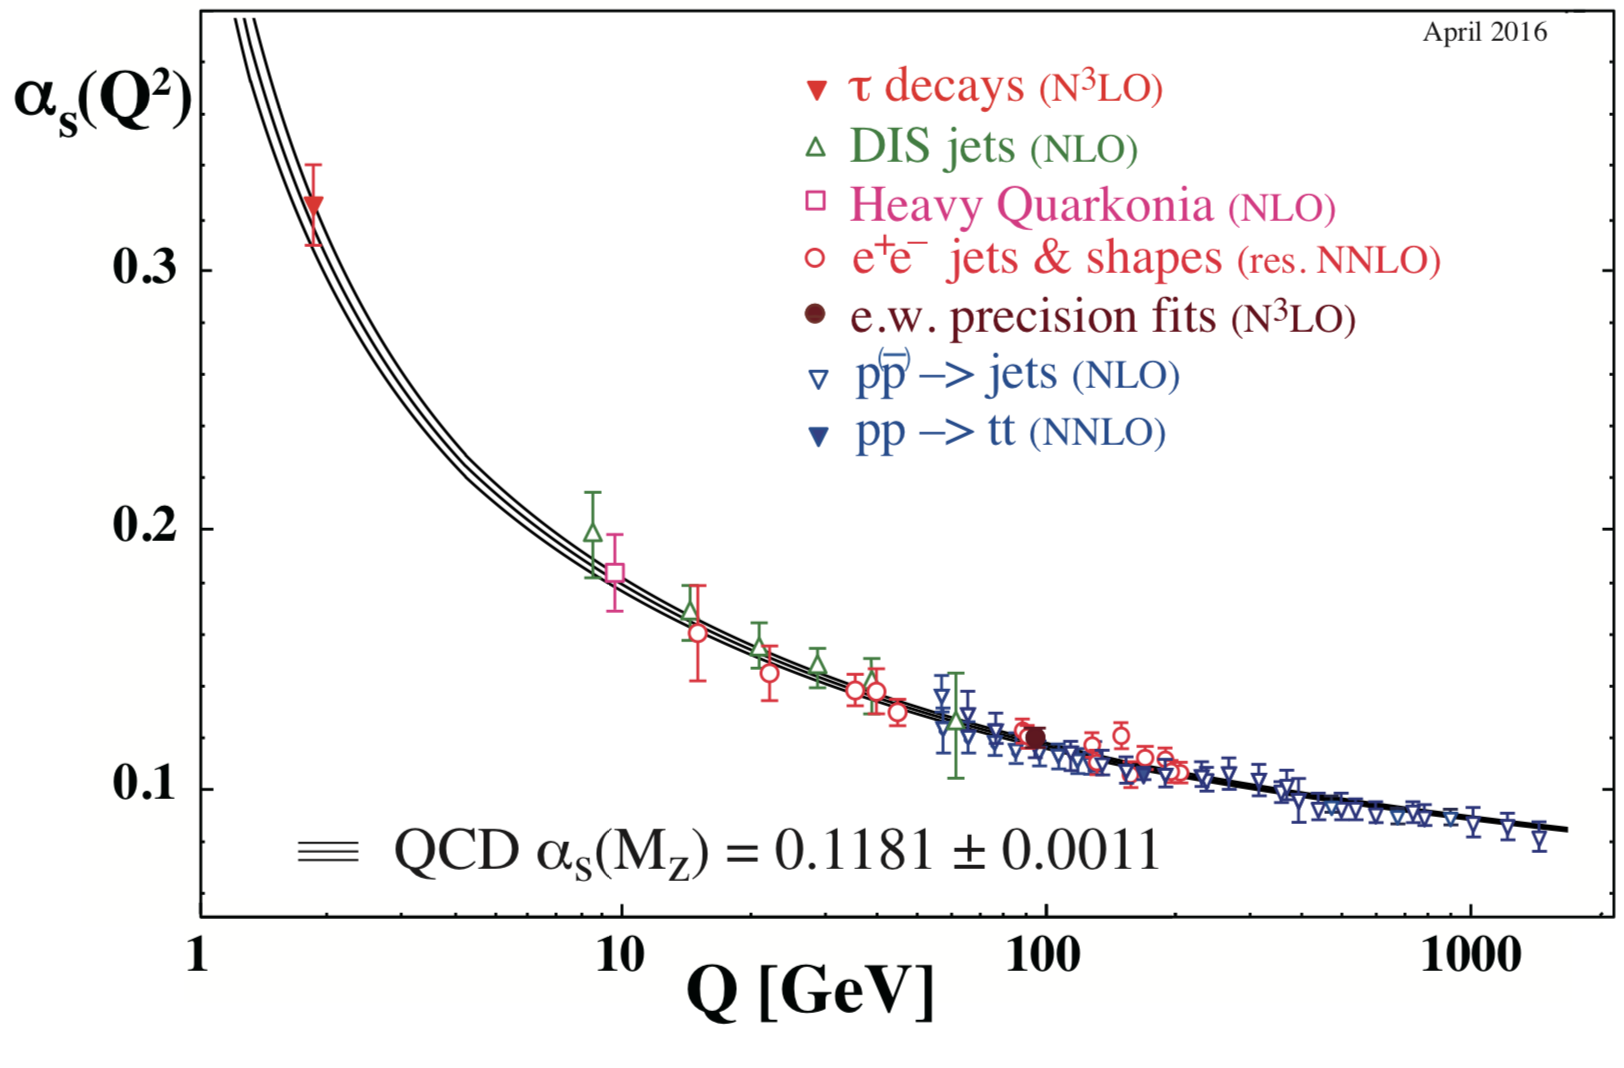 April 2016
αs(Q²)
τ decays (N³LO)
DIS jets (NLO)
Heavy Quarkonia (NLO)
e⁺e⁻ jets & shapes (res. NNLO)
e.w. precision fits (N³LO)
pp(¯) –> jets (NLO)
pp –> tt (NNLO)
0.3
0.2
0.1
QCD αs(Mz) = 0.1181 ± 0.0011
1 10 100 1000
Q [GeV]